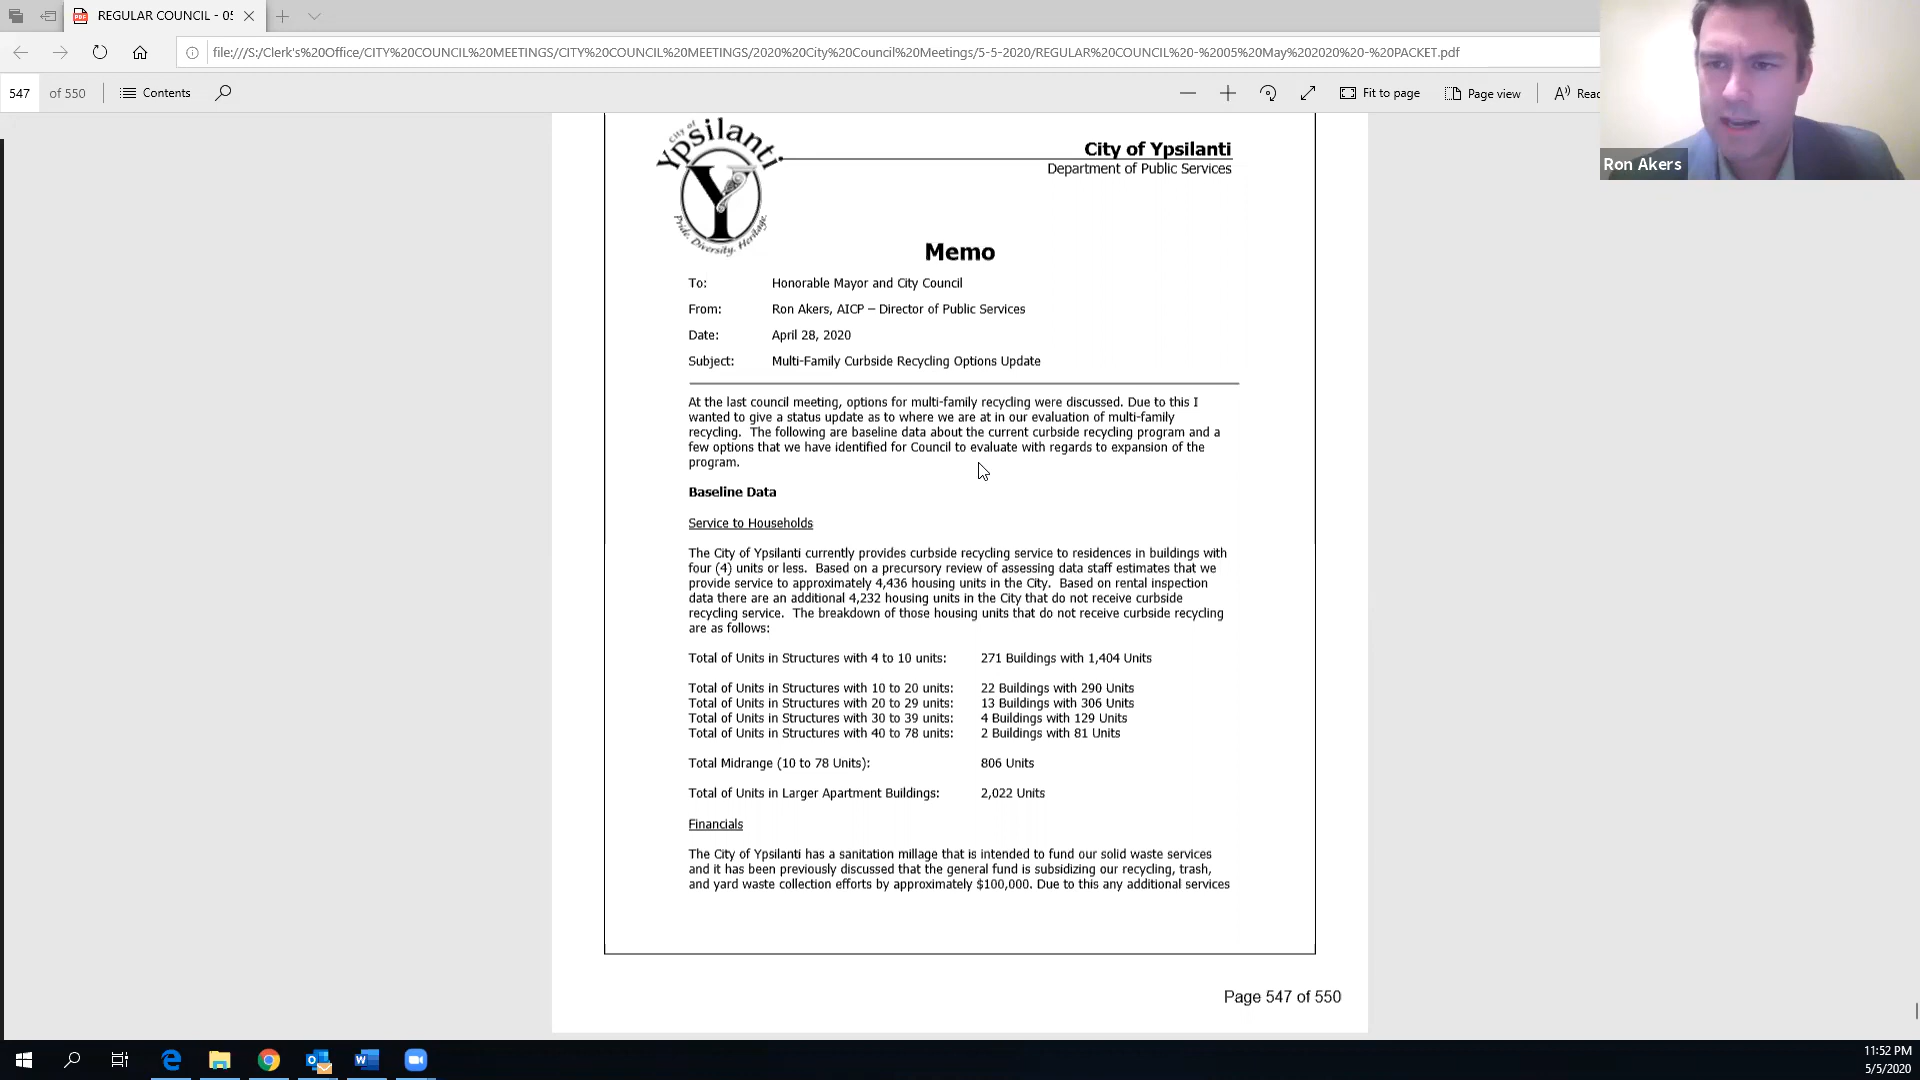 REGULAR COUNCIL - 05
file:///S:/Clerk's%20Office/CITY%20COUNCIL%20MEETINGS/CITY%20COUNCIL%20MEETINGS/2020%20City%20Council%20Meetings/5-5-2020/REGULAR%20COUNCIL%20-%2005%20May%202020%20-%20PACKET.pdf
547 of 550 Contents Fit to page Page view Read
Ron Akers
City of Ypsilanti
Y
Pride. Diversity. Heritage.
City of Ypsilanti
Department of Public Services
Memo
To: Honorable Mayor and City Council
From: Ron Akers, AICP – Director of Public Services
Date: April 28, 2020
Subject: Multi-Family Curbside Recycling Options Update
At the last council meeting, options for multi-family recycling were discussed. Due to this I
wanted to give a status update as to where we are at in our evaluation of multi-family
recycling. The following are baseline data about the current curbside recycling program and a
few options that we have identified for Council to evaluate with regards to expansion of the
program.
Baseline Data
Service to Households
The City of Ypsilanti currently provides curbside recycling service to residences in buildings with
four (4) units or less. Based on a precursory review of assessing data staff estimates that we
provide service to approximately 4,436 housing units in the City. Based on rental inspection
data there are an additional 4,232 housing units in the City that do not receive curbside
recycling service. The breakdown of those housing units that do not receive curbside recycling
are as follows:
Total of Units in Structures with 4 to 10 units: 271 Buildings with 1,404 Units
Total of Units in Structures with 10 to 20 units: 22 Buildings with 290 Units
Total of Units in Structures with 20 to 29 units: 13 Buildings with 306 Units
Total of Units in Structures with 30 to 39 units: 4 Buildings with 129 Units
Total of Units in Structures with 40 to 78 units: 2 Buildings with 81 Units
Total Midrange (10 to 78 Units): 806 Units
Total of Units in Larger Apartment Buildings: 2,022 Units
Financials
The City of Ypsilanti has a sanitation millage that is intended to fund our solid waste services
and it has been previously discussed that the general fund is subsidizing our recycling, trash,
and yard waste collection efforts by approximately $100,000. Due to this any additional services
Page 547 of 550
11:52 PM
5/5/2020